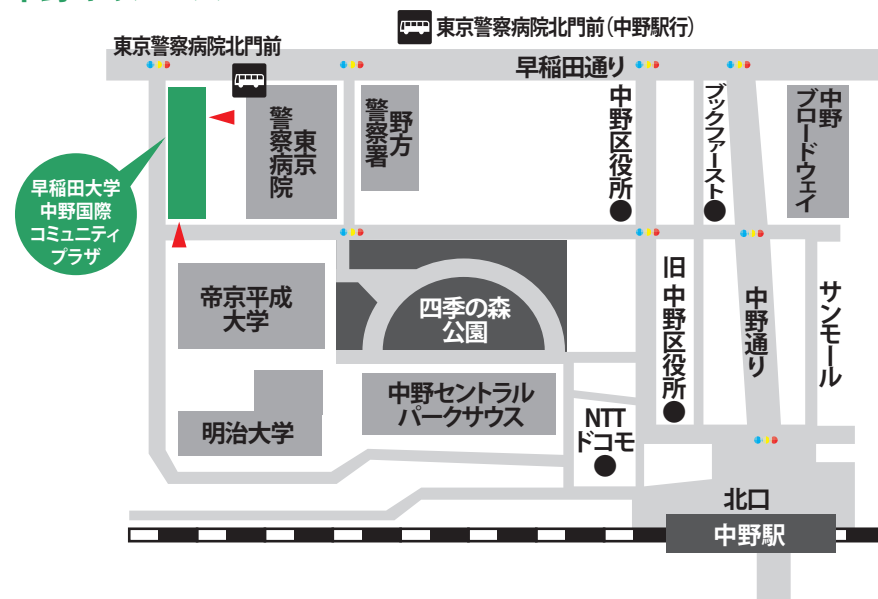 東京警察病院北門前(中野駅行)
東京警察病院北門前
早稲田通り
東京
警察病院
野方
警察署
中野区役所
ブックファースト
中野
ブロードウェイ
早稲田大学
中野国際
コミュニティ
プラザ
帝京平成
大学
四季の森
公園
旧 中野区役所
中野通り
サンモール
明治大学
中野セントラル
パークサウス
NTT
ドコモ
北口
中野駅